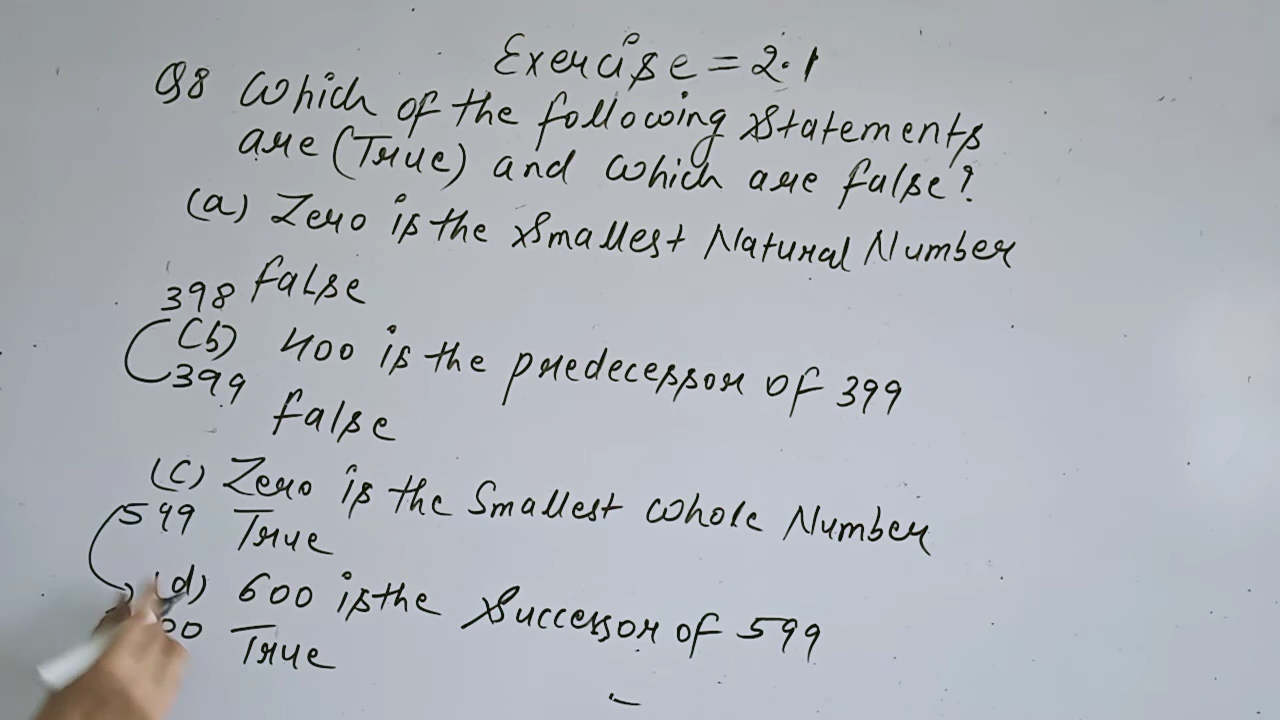 Exercise = 2.1
Q8 Which of the following statements
are (True) and which are false?
(a) Zero is the smallest Natural Number
398 false
(b) 400 is the predecessor of 399
399 false
(c) Zero is the smallest whole Number
599 True
(d) 600 is the successor of 599
00 True